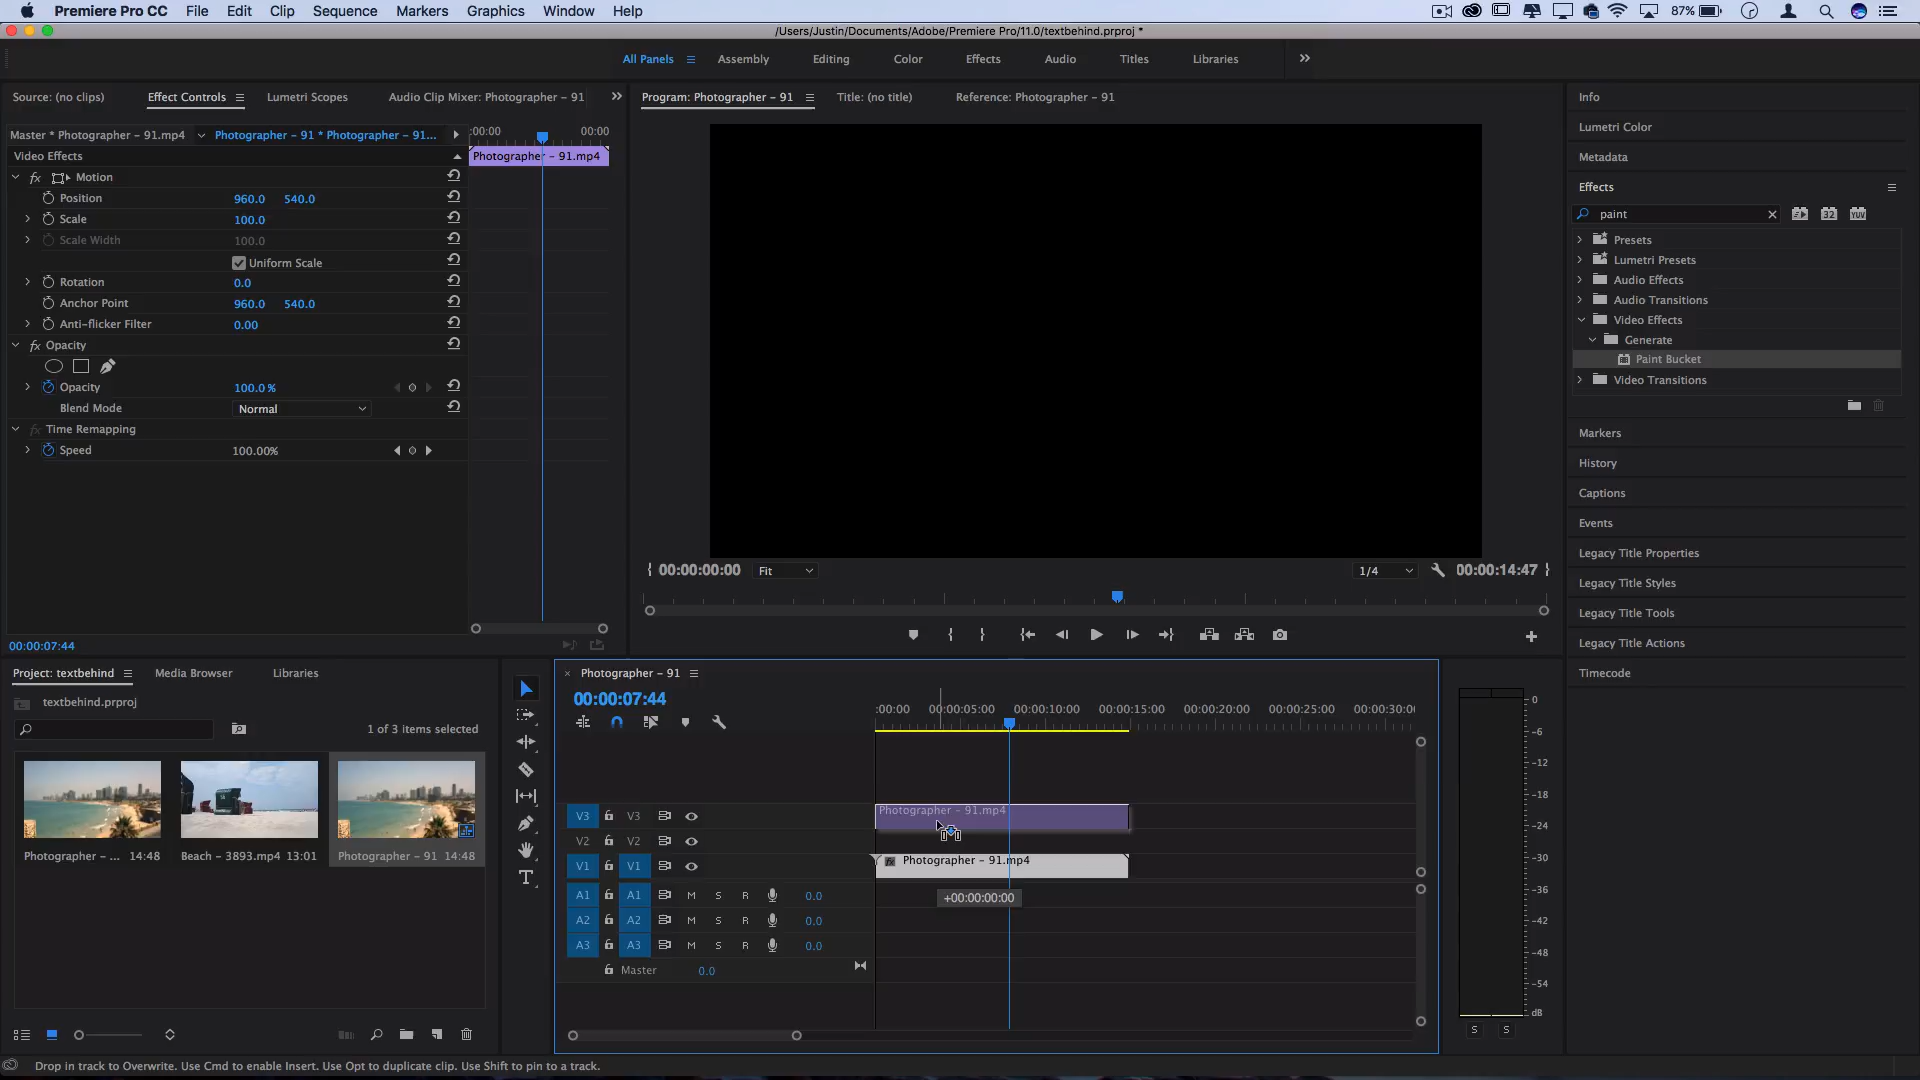 Premiere Pro CC File Edit Clip Sequence Markers Graphics Window Help 87%
/Users/Justin/Documents/Adobe/Premiere Pro/11.0/textbehind.prproj *
All Panels Assembly Editing Color Effects Audio Titles Libraries
Source: (no clips) Effect Controls Lumetri Scopes Audio Clip Mixer: Photographer - 91
Master * Photographer - 91.mp4 Photographer - 91 * Photographer - 91...
:00:00 00:00
Photographer - 91.mp4
Video Effects
fx Motion
Position 960.0 540.0
Scale 100.0
Scale Width 100.0
Uniform Scale
Rotation 0.0
Anchor Point 960.0 540.0
Anti-flicker Filter 0.00
fx Opacity
Opacity 100.0 %
Blend Mode Normal
fx Time Remapping
Speed 100.00%
00:00:07:44
Program: Photographer - 91 Title: (no title) Reference: Photographer - 91
00:00:00:00 Fit 1/4 00:00:14:47
Info
Lumetri Color
Metadata
Effects
paint 32 YUV
Presets
Lumetri Presets
Audio Effects
Audio Transitions
Video Effects
Generate
Paint Bucket
Video Transitions
Markers
History
Captions
Events
Legacy Title Properties
Legacy Title Styles
Legacy Title Tools
Legacy Title Actions
Timecode
Project: textbehind Media Browser Libraries
textbehind.prproj
1 of 3 items selected
Photographer - ... 14:48 Beach - 3893.mp4 13:01 Photographer - 91 14:48
T
× Photographer - 91
00:00:07:44
:00:00 00:00:05:00 00:00:10:00 00:00:15:00 00:00:20:00 00:00:25:00 00:00:30:00
V3 V3 Photographer - 91.mp4
V2 V2
V1 V1 fx Photographer - 91.mp4
A1 A1 M S R 0.0
+00:00:00:00
A2 A2 M S R 0.0
A3 A3 M S R 0.0
Master 0.0
0
-6
-12
-18
-24
-30
-36
-42
-48
-54
dB
S S
Drop in track to Overwrite. Use Cmd to enable Insert. Use Opt to duplicate clip. Use Shift to pin to a track.